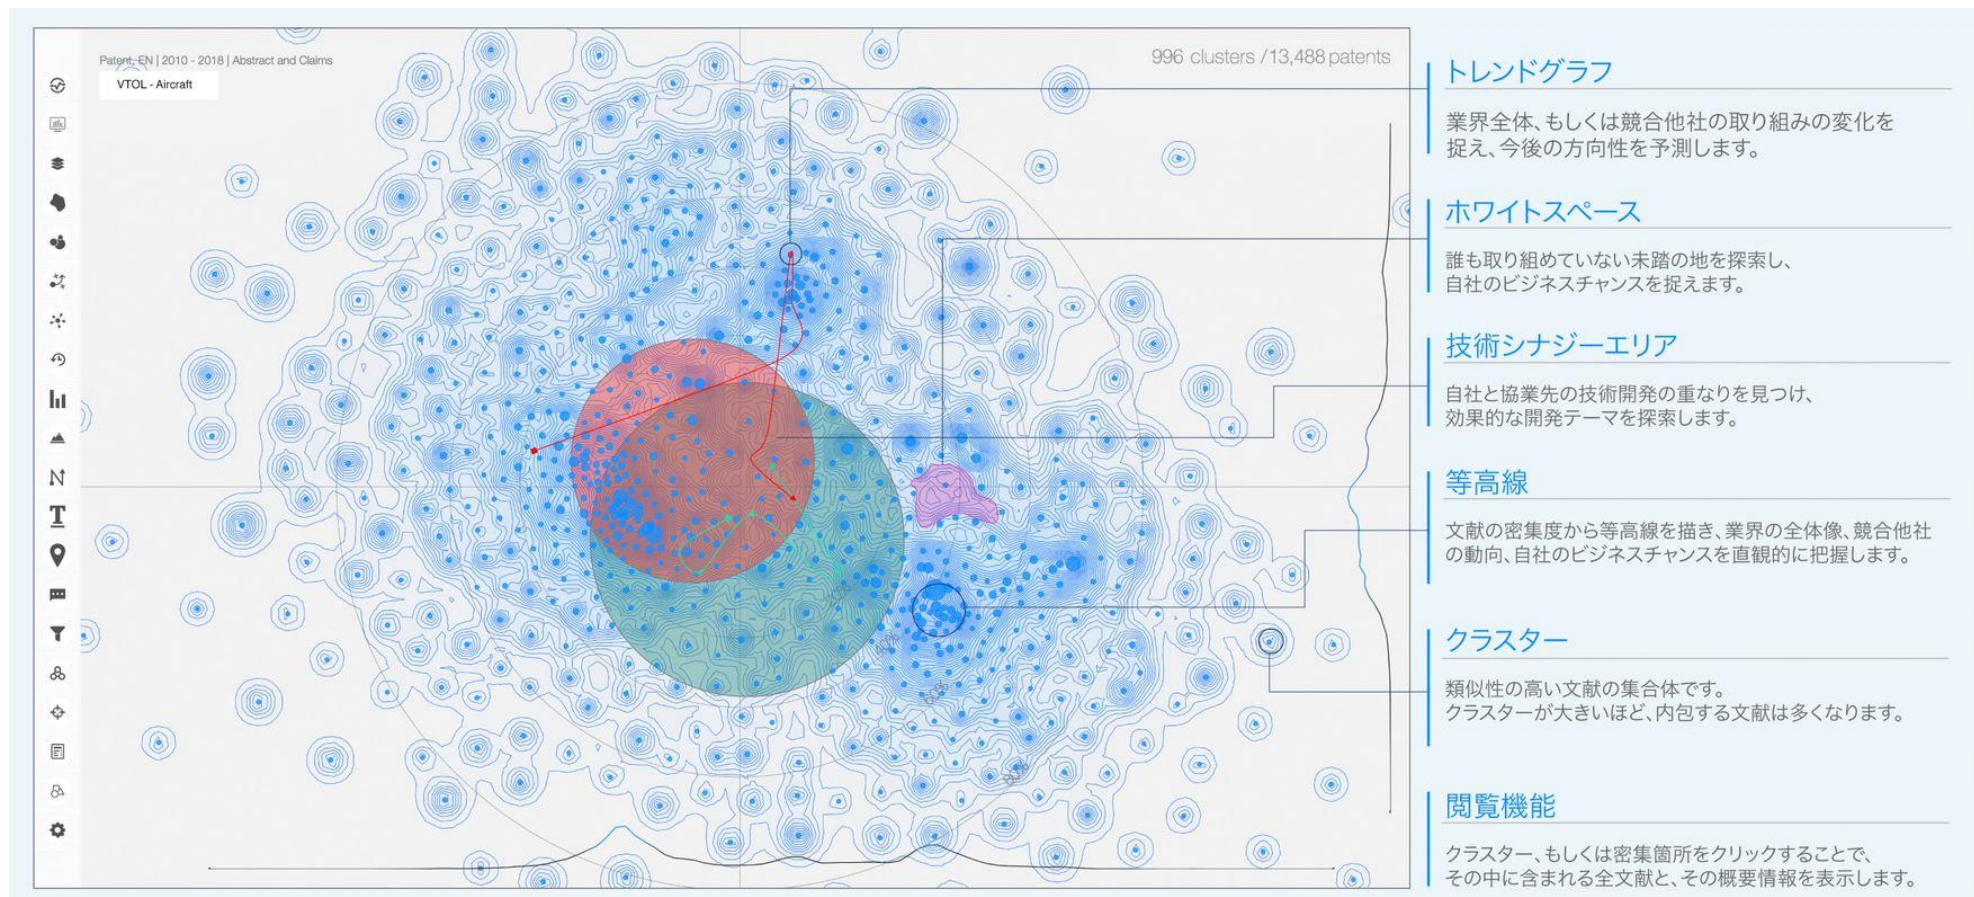 Patent, EN | 2010 - 2018 | Abstract and Claims
VTOL - Aircraft
996 clusters / 13,488 patents
40%
60%
80%
トレンドグラフ
業界全体、もしくは競合他社の取り組みの変化を
捉え、今後の方向性を予測します。
ホワイトスペース
誰も取り組めていない未踏の地を探索し、
自社のビジネスチャンスを捉えます。
技術シナジーエリア
自社と協業先の技術開発の重なりを見つけ、
効果的な開発テーマを探索します。
等高線
文献の密集度から等高線を描き、業界の全体像、競合他社
の動向、自社のビジネスチャンスを直観的に把握します。
クラスター
類似性の高い文献の集合体です。
クラスターが大きいほど、内包する文献は多くなります。
閲覧機能
クラスター、もしくは密集箇所をクリックすることで、
その中に含まれる全文献と、その概要情報を表示します。